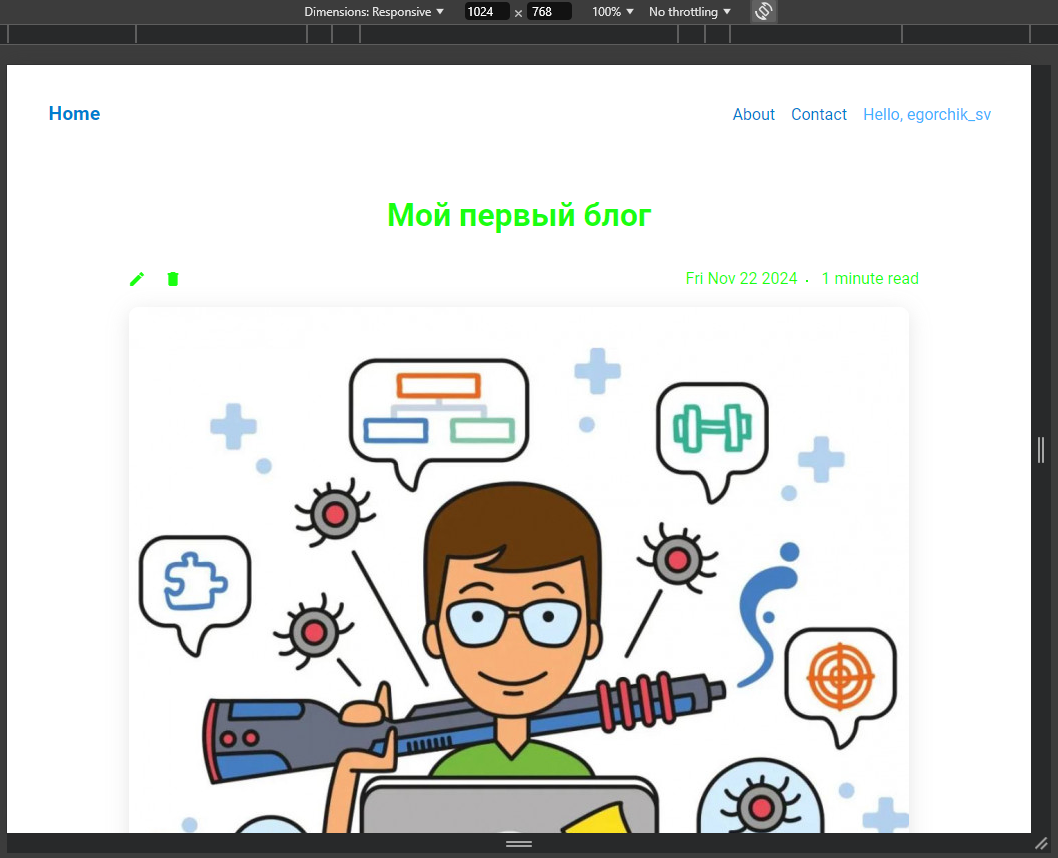 Dimensions: Responsive 1024 × 768 100% No throttling
Home About Contact Hello, egorchik_sv
Мой первый блог
Fri Nov 22 2024 · 1 minute read